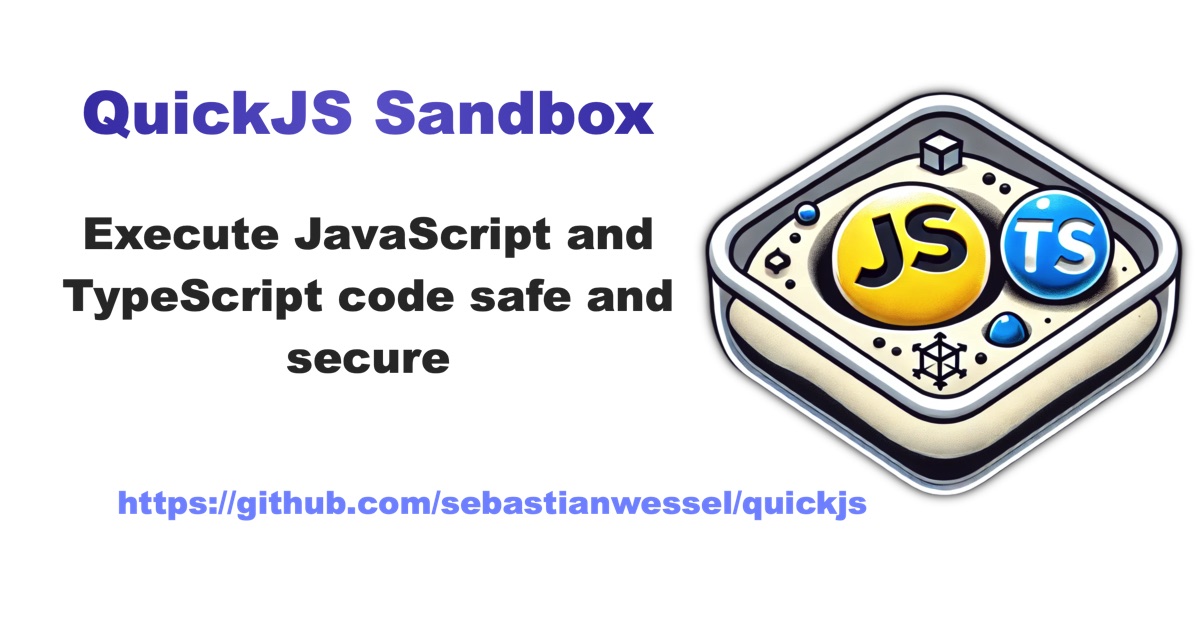 QuickJS Sandbox
Execute JavaScript and
TypeScript code safe and
secure
JS
TS
https://github.com/sebastianwessel/quickjs